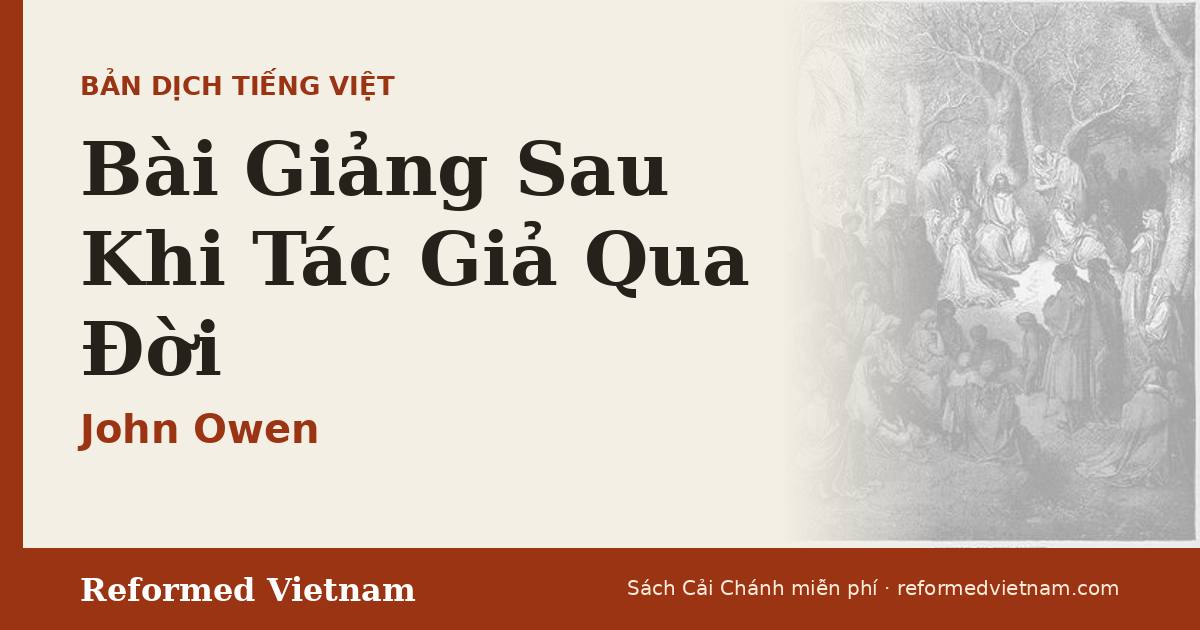 BẢN DỊCH TIẾNG VIỆT
Bài Giảng Sau
Khi Tác Giả Qua
Đời
John Owen
Reformed Vietnam
Sách Cải Chánh miễn phí · reformedvietnam.com